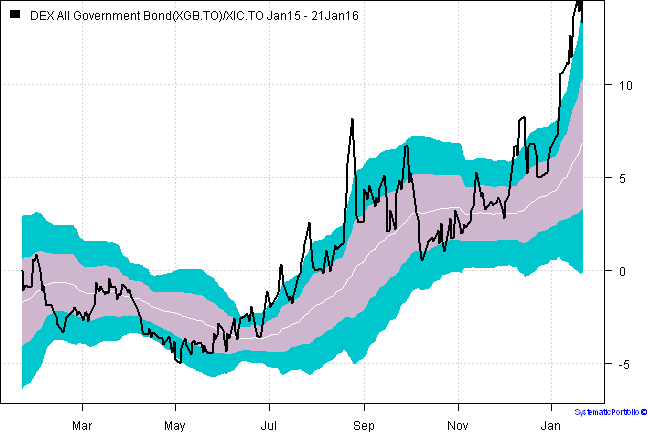 DEX All Government Bond(XGB.TO)/XIC.TO Jan15 - 21Jan16
10
5
0
-5
Mar May Jul Sep Nov Jan
SystematicPortfolio ©